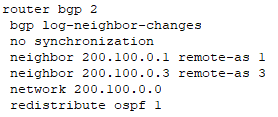 router bgp 2
bgp log-neighbor-changes
no synchronization
neighbor 200.100.0.1 remote-as 1
neighbor 200.100.0.3 remote-as 3
network 200.100.0.0
redistribute ospf 1